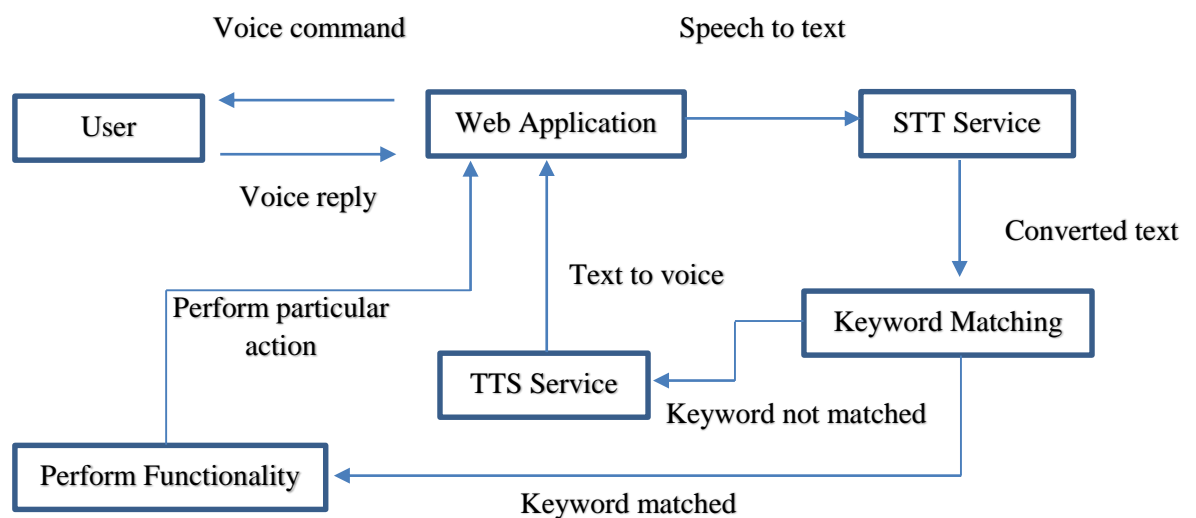 Voice command
Speech to text
User
Web Application
STT Service
Voice reply
Converted text
Text to voice
Perform particular
action
Keyword Matching
TTS Service
Keyword not matched
Perform Functionality
Keyword matched